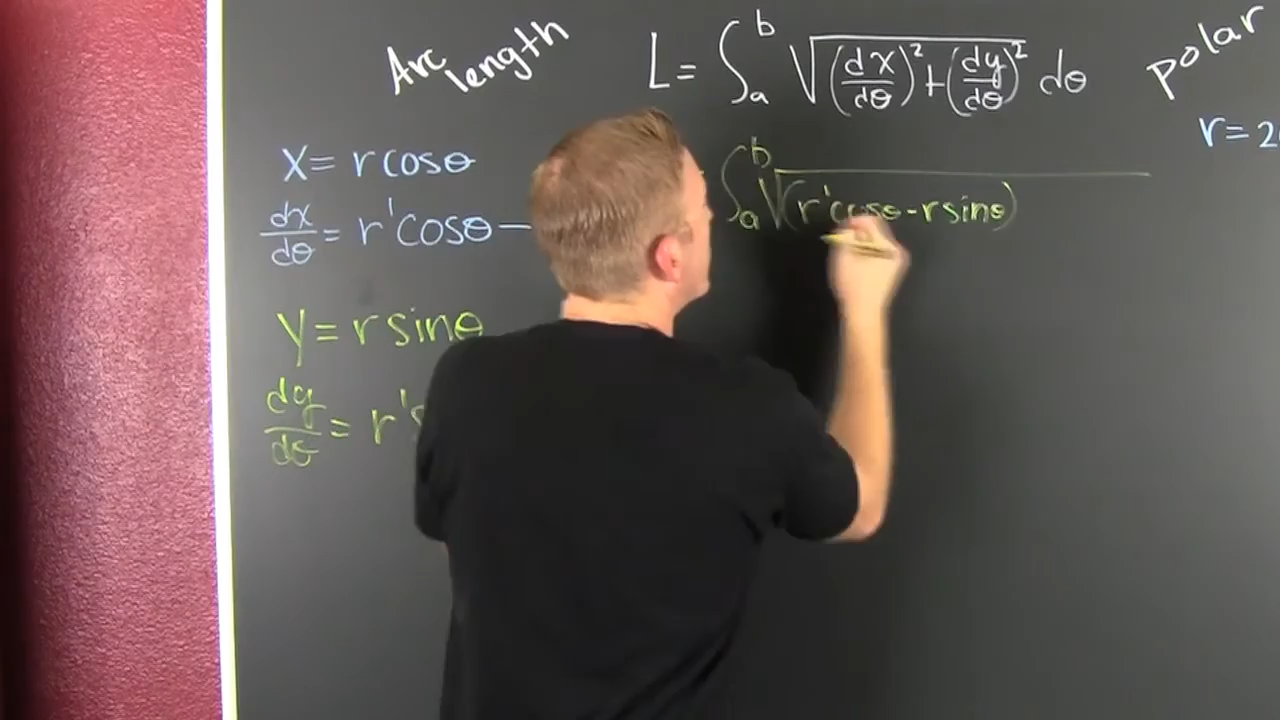 Arc length
L = ∫ₐᵇ √((dx/dθ)² + (dy/dθ)²) dθ
polar
r = 2
x = r cosθ
dx/dθ = r' cosθ −
∫ₐᵇ √(r' cosθ - r sinθ)
y = r sinθ
dy/dθ = r's